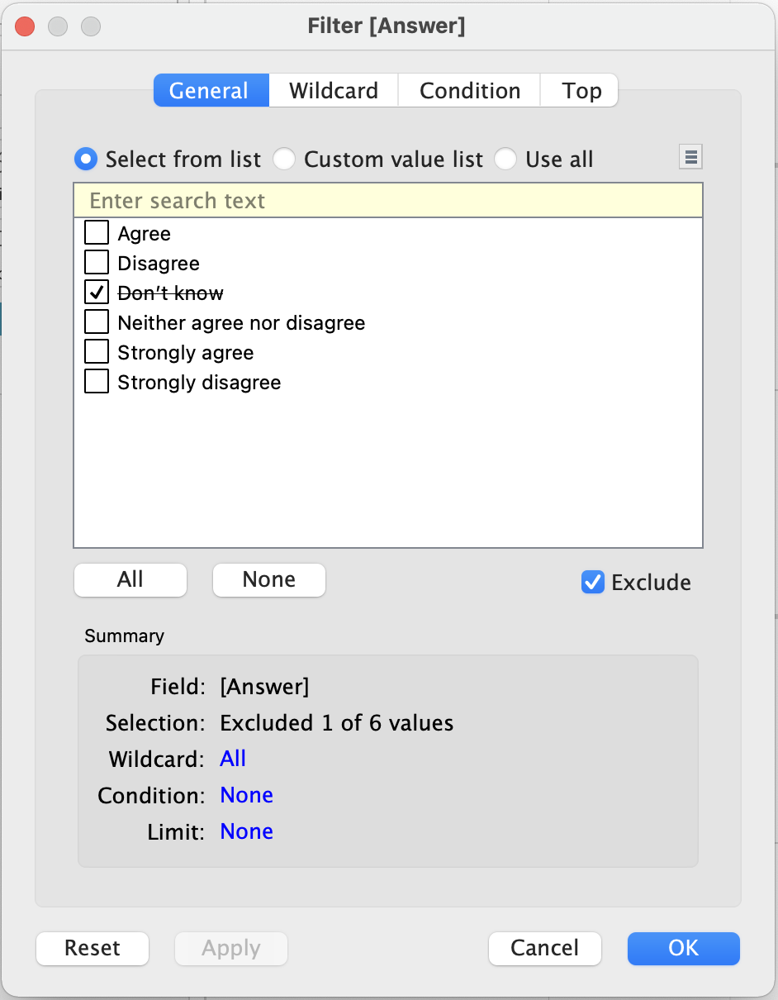 Filter [Answer]
General Wildcard Condition Top
Select from list Custom value list Use all
Enter search text
Agree
Disagree
Don't know
Neither agree nor disagree
Strongly agree
Strongly disagree
All None Exclude
Summary
Field: [Answer]
Selection: Excluded 1 of 6 values
Wildcard: All
Condition: None
Limit: None
Reset Apply Cancel OK